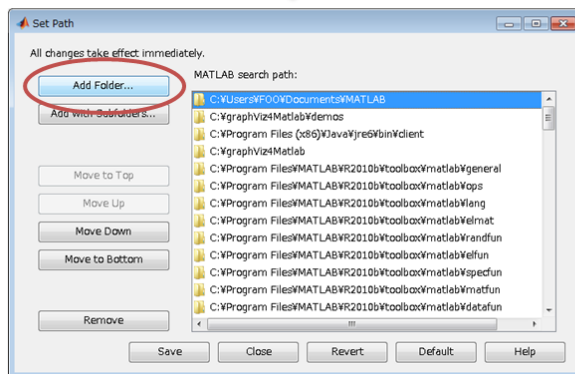 Set Path
All changes take effect immediately.
Add Folder...
Add with Subfolders...
Move to Top
Move Up
Move Down
Move to Bottom
Remove
MATLAB search path:
C:¥Users¥FOO¥Documents¥MATLAB
C:¥graphViz4Matlab¥demos
C:¥Program Files (x86)¥Java¥jre6¥bin¥client
C:¥graphViz4Matlab
C:¥Program Files¥MATLAB¥R2010b¥toolbox¥matlab¥general
C:¥Program Files¥MATLAB¥R2010b¥toolbox¥matlab¥ops
C:¥Program Files¥MATLAB¥R2010b¥toolbox¥matlab¥lang
C:¥Program Files¥MATLAB¥R2010b¥toolbox¥matlab¥elmat
C:¥Program Files¥MATLAB¥R2010b¥toolbox¥matlab¥randfun
C:¥Program Files¥MATLAB¥R2010b¥toolbox¥matlab¥elfun
C:¥Program Files¥MATLAB¥R2010b¥toolbox¥matlab¥specfun
C:¥Program Files¥MATLAB¥R2010b¥toolbox¥matlab¥matfun
C:¥Program Files¥MATLAB¥R2010b¥toolbox¥matlab¥datafun
Save
Close
Revert
Default
Help